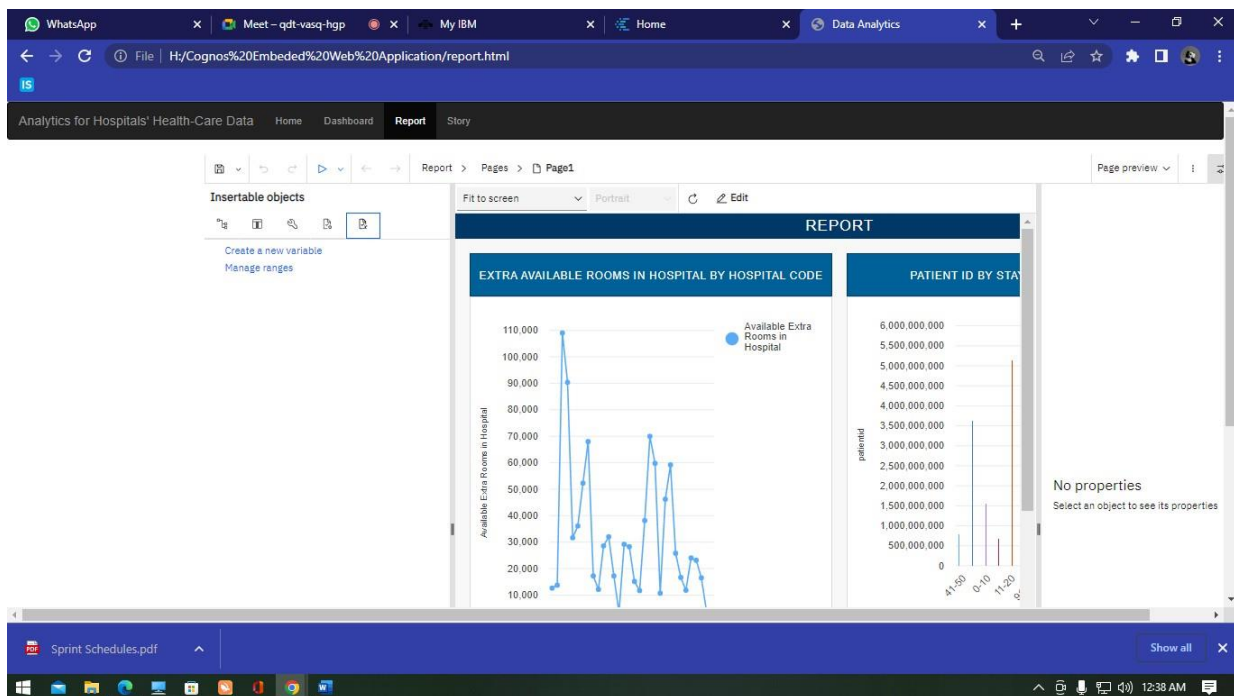 WhatsApp
Meet – qdt-vasq-hgp
My IBM
Home
Data Analytics
File
H:/Cognos%20Embeded%20Web%20Application/report.html
IS
Analytics for Hospitals' Health-Care Data
Home
Dashboard
Report
Story
Report > Pages > Page1
Page preview
Insertable objects
Fit to screen
Portrait
Edit
Create a new variable
Manage ranges
REPORT
EXTRA AVAILABLE ROOMS IN HOSPITAL BY HOSPITAL CODE
Available Extra
Rooms in
Hospital
Available Extra Rooms in Hospital
110,000
100,000
90,000
80,000
70,000
60,000
50,000
40,000
30,000
20,000
10,000
PATIENT ID BY STAY
patientid
6,000,000,000
5,500,000,000
5,000,000,000
4,500,000,000
4,000,000,000
3,500,000,000
3,000,000,000
2,500,000,000
2,000,000,000
1,500,000,000
1,000,000,000
500,000,000
0
41-50
0-10
11-20
No properties
Select an object to see its properties
Sprint Schedules.pdf
Show all
12:38 AM